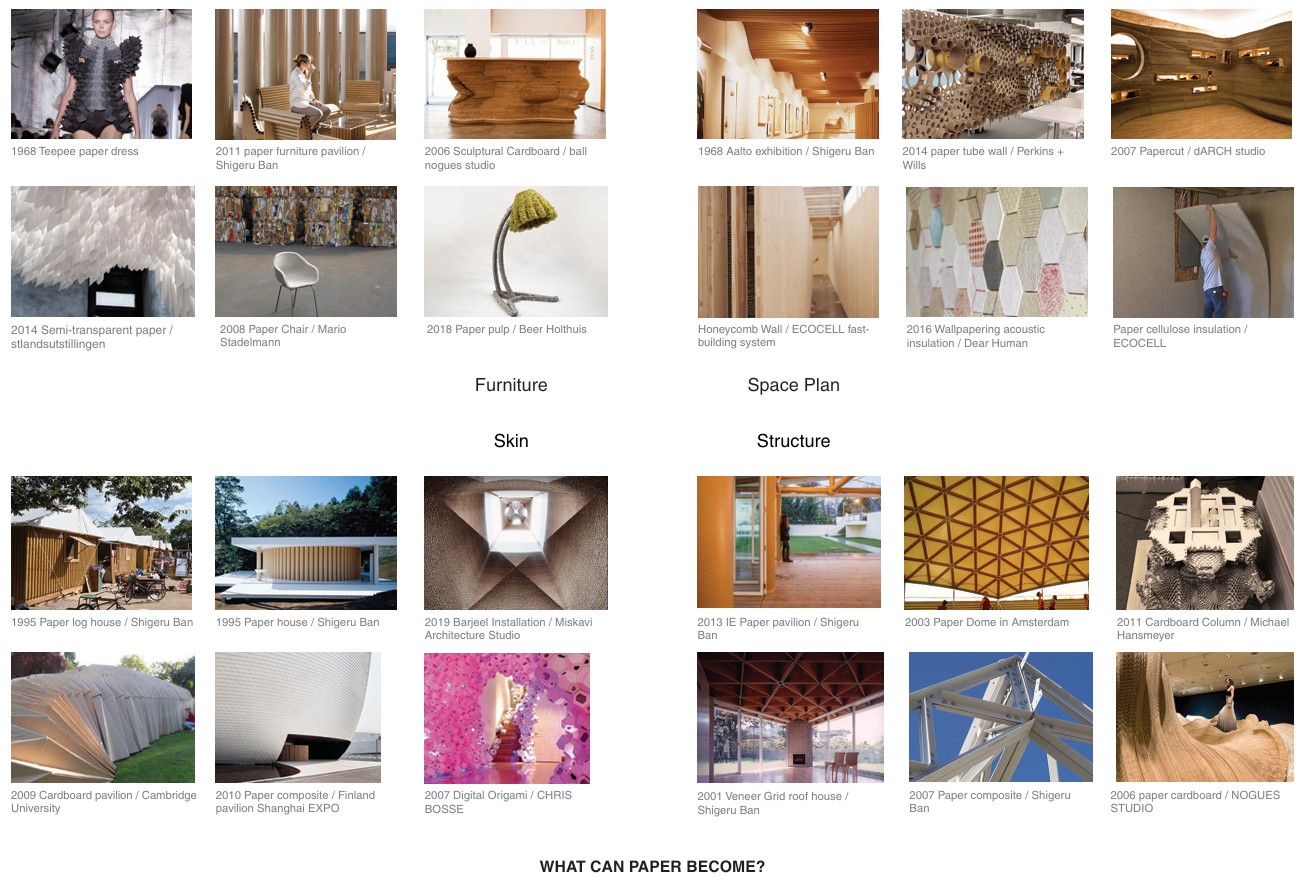 1968 Teepee paper dress
2011 paper furniture pavilion /
Shigeru Ban
2006 Sculptural Cardboard / ball
nogues studio
1968 Aalto exhibition / Shigeru Ban
2014 paper tube wall / Perkins +
Wills
2007 Papercut / dARCH studio
2014 Semi-transparent paper /
stlandsutstillingen
2008 Paper Chair / Mario
Stadelmann
2018 Paper pulp / Beer Holthuis
Honeycomb Wall / ECOCELL fast-
building system
2016 Wallpapering acoustic
insulation / Dear Human
Paper cellulose insulation /
ECOCELL
Furniture
Space Plan
Skin
Structure
1995 Paper log house / Shigeru Ban
1995 Paper house / Shigeru Ban
2019 Barjeel Installation / Miskavi
Architecture Studio
2013 IE Paper pavilion / Shigeru
Ban
2003 Paper Dome in Amsterdam
2011 Cardboard Column / Michael
Hansmeyer
2009 Cardboard pavilion / Cambridge
University
2010 Paper composite / Finland
pavilion Shanghai EXPO
2007 Digital Origami / CHRIS
BOSSE
2001 Veneer Grid roof house /
Shigeru Ban
2007 Paper composite / Shigeru
Ban
2006 paper cardboard / NOGUES
STUDIO
WHAT CAN PAPER BECOME?